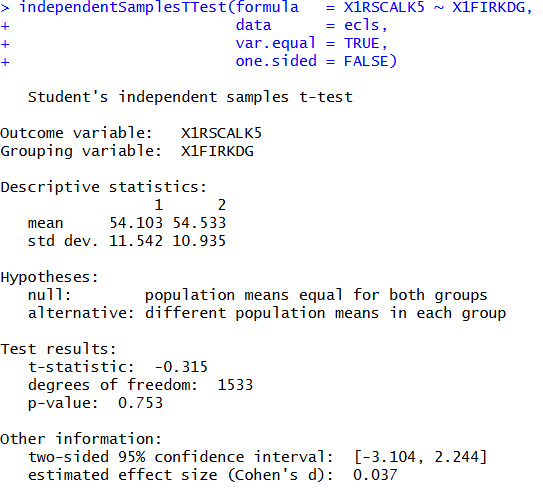 > independentSamplesTTest(formula   = X1RSCALK5 ~ X1FIRKDG,
+                         data      = ecls,
+                         var.equal = TRUE,
+                         one.sided = FALSE)
   Student's independent samples t-test
Outcome variable:   X1RSCALK5
Grouping variable:  X1FIRKDG
Descriptive statistics:
                 1      2
   mean     54.103 54.533
   std dev. 11.542 10.935
Hypotheses:
   null:        population means equal for both groups
   alternative: different population means in each group
Test results:
   t-statistic:  -0.315
   degrees of freedom:  1533
   p-value:  0.753
Other information:
   two-sided 95% confidence interval:  [-3.104, 2.244]
   estimated effect size (Cohen's d):  0.037